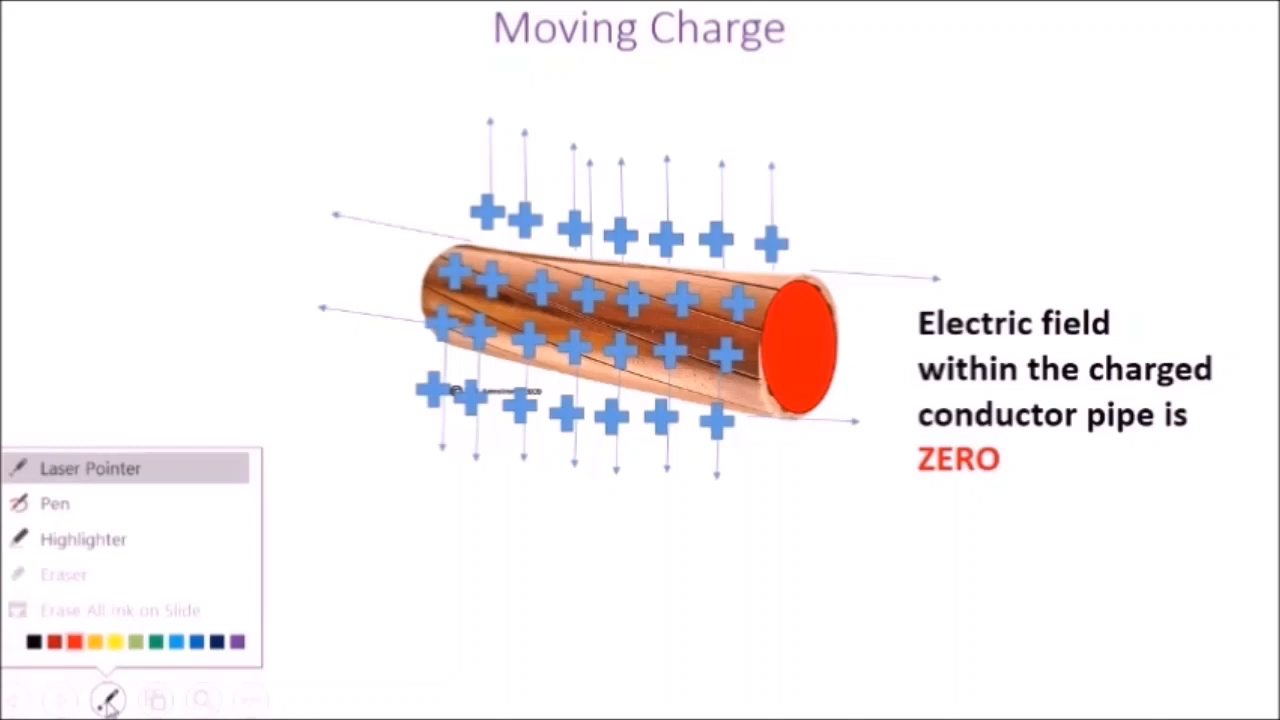 Moving Charge
Electric field
within the charged
conductor pipe is
ZERO
Laser Pointer
Pen
Highlighter
Eraser
Erase All Ink on Slide